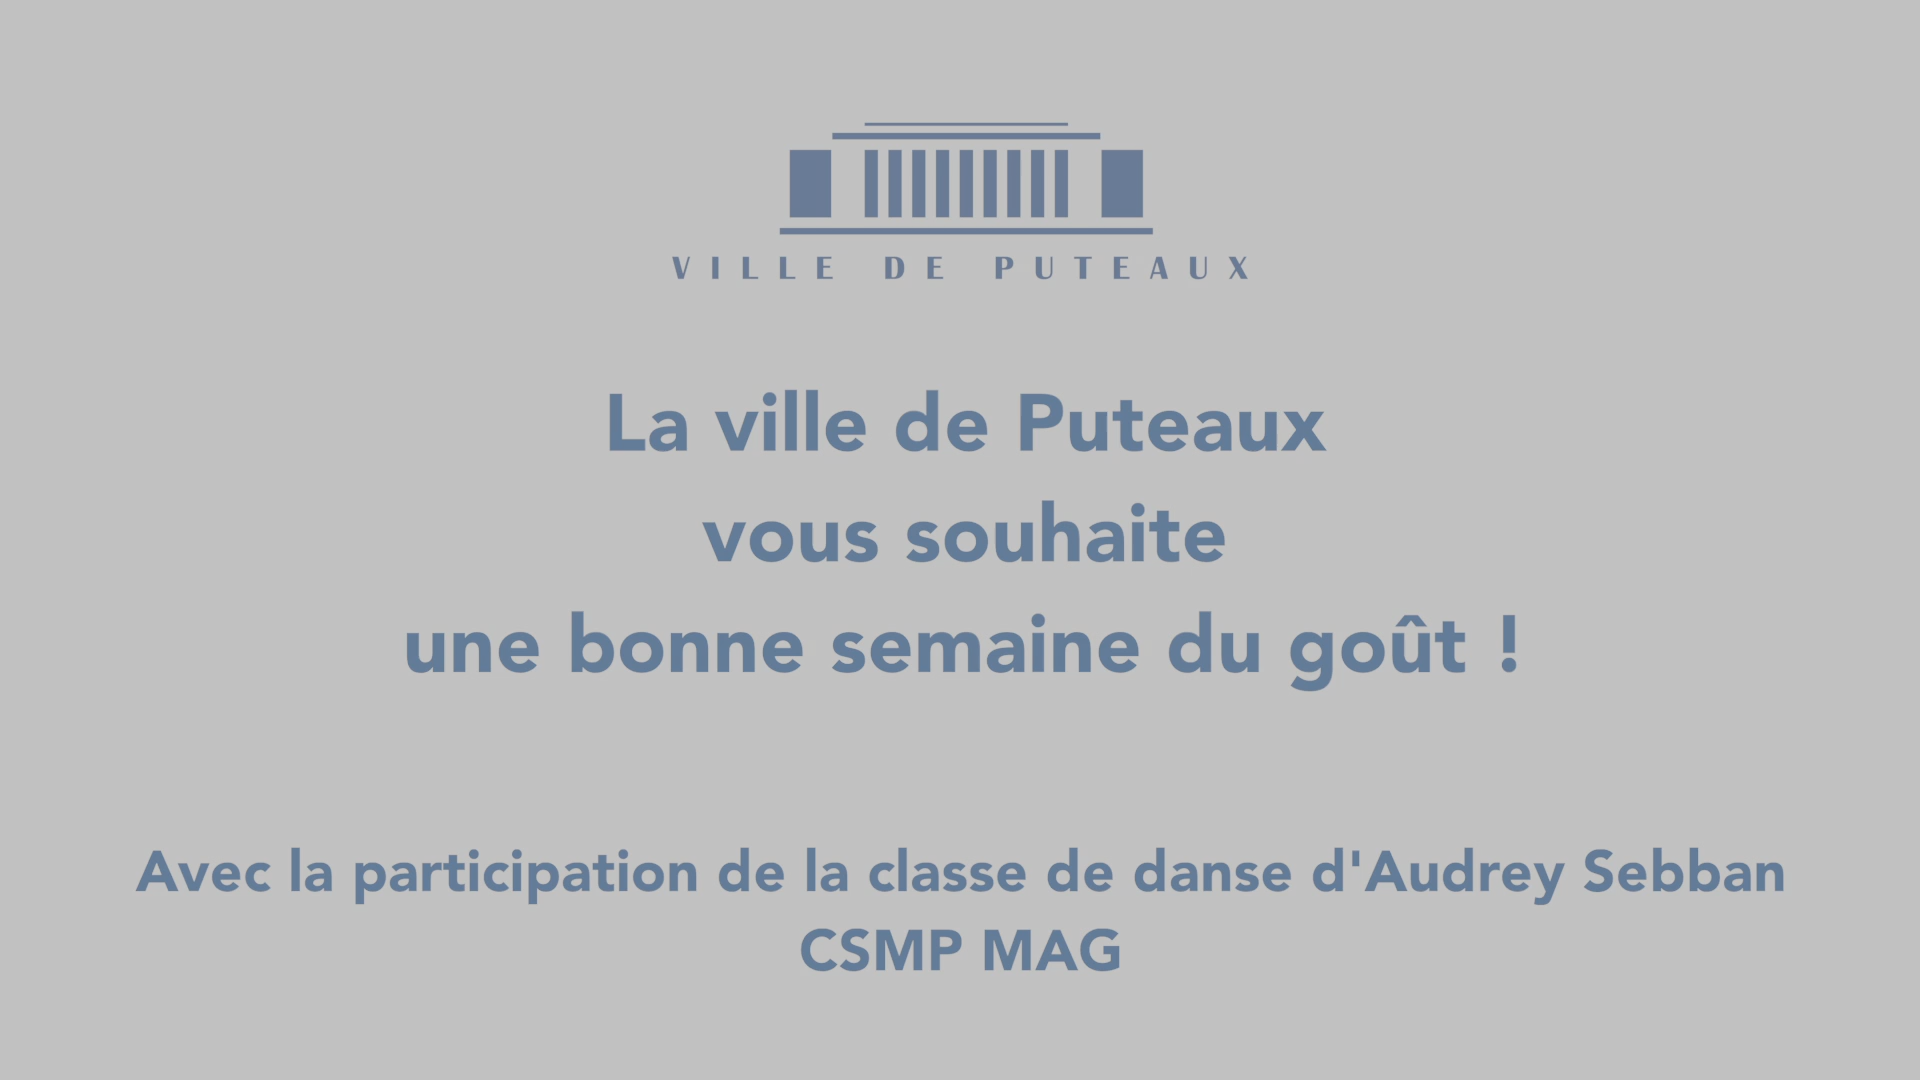 VILLE DE PUTEAUX
La ville de Puteaux
vous souhaite
une bonne semaine du goût !
Avec la participation de la classe de danse d'Audrey Sebban
CSMP MAG